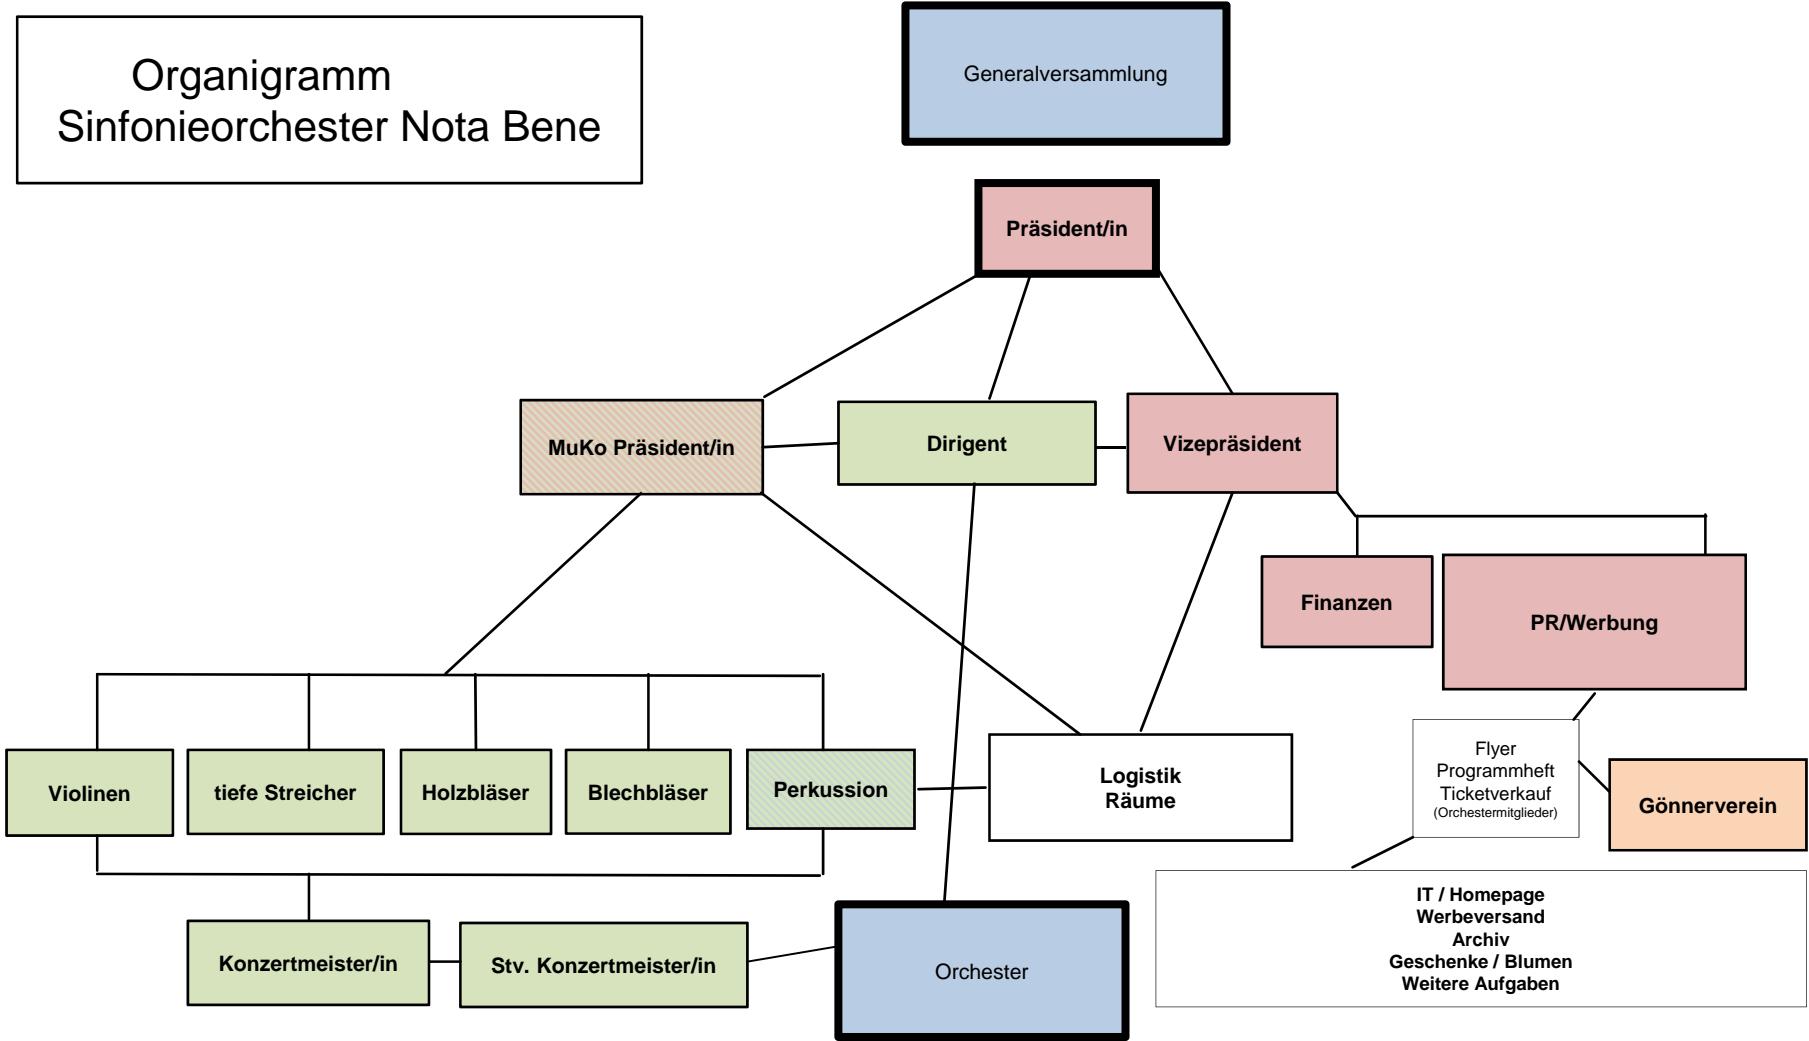 Organigramm
Sinfonieorchester Nota Bene
Generalversammlung
Präsident/in
MuKo Präsident/in
Dirigent
Vizepräsident
Finanzen
PR/Werbung
Violinen
tiefe Streicher
Holzbläser
Blechbläser
Perkussion
Logistik
Räume
Flyer
Programmheft
Ticketverkauf
(Orchestermitglieder)
Gönnerverein
Konzertmeister/in
Stv. Konzertmeister/in
Orchester
IT / Homepage
Werbeversand
Archiv
Geschenke / Blumen
Weitere Aufgaben